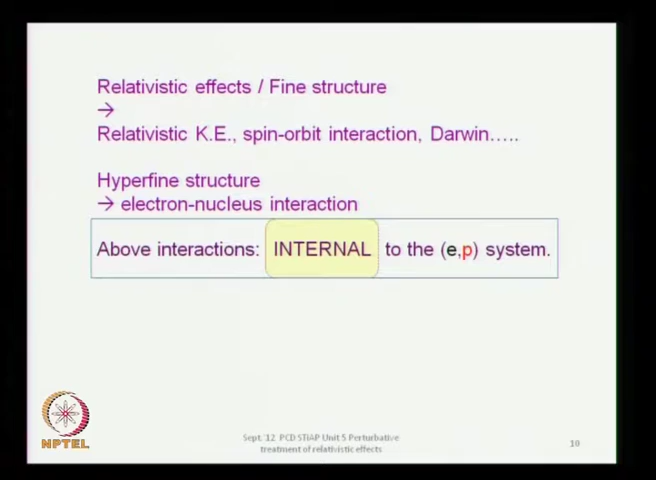 Relativistic effects / Fine structure
→
Relativistic K.E., spin-orbit interaction, Darwin…..
Hyperfine structure
→ electron-nucleus interaction
Above interactions: INTERNAL to the (e,p) system.
NPTEL
Sept.'12 PCD STiAP Unit 5 Perturbative
treatment of relativistic effects
10